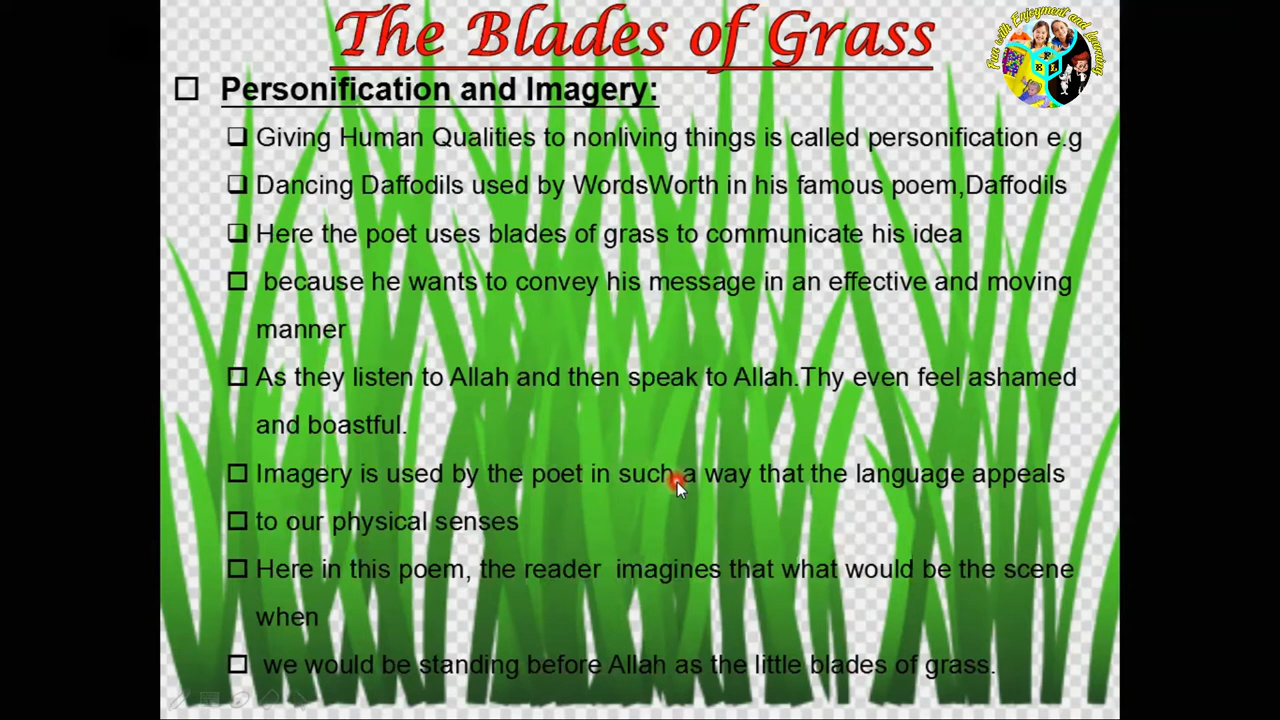 The Blades of Grass
Fun with Enjoyment and learning
F
E L
Personification and Imagery:
Giving Human Qualities to nonliving things is called personification e.g
Dancing Daffodils used by WordsWorth in his famous poem,Daffodils
Here the poet uses blades of grass to communicate his idea
because he wants to convey his message in an effective and moving
manner
As they listen to Allah and then speak to Allah.Thy even feel ashamed
and boastful.
Imagery is used by the poet in such a way that the language appeals
to our physical senses
Here in this poem, the reader imagines that what would be the scene
when
we would be standing before Allah as the little blades of grass.